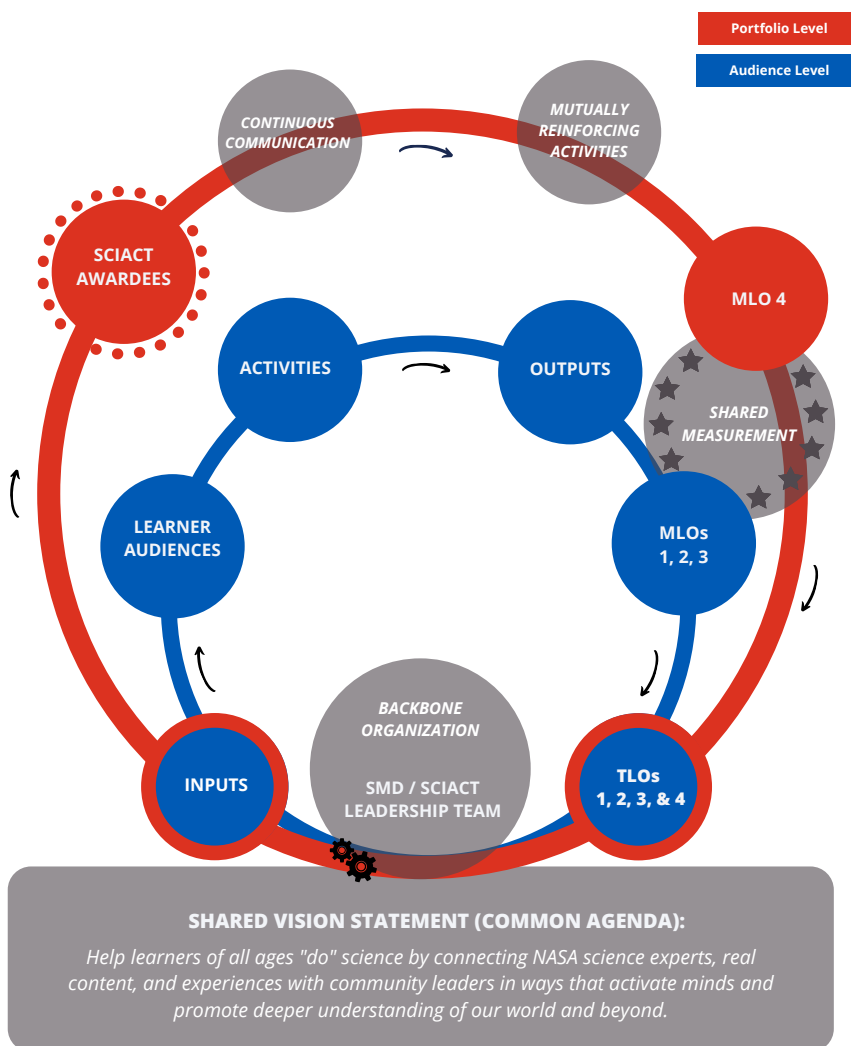 Portfolio Level
Audience Level
CONTINUOUS
COMMUNICATION
MUTUALLY
REINFORCING
ACTIVITIES
SCIACT
AWARDEES
MLO 4
ACTIVITIES
OUTPUTS
SHARED
MEASUREMENT
LEARNER
AUDIENCES
MLOs
1, 2, 3
BACKBONE
ORGANIZATION
SMD / SCIACT
LEADERSHIP TEAM
INPUTS
TLOs
1, 2, 3, & 4
SHARED VISION STATEMENT (COMMON AGENDA):
Help learners of all ages "do" science by connecting NASA science experts, real
content, and experiences with community leaders in ways that activate minds and
promote deeper understanding of our world and beyond.